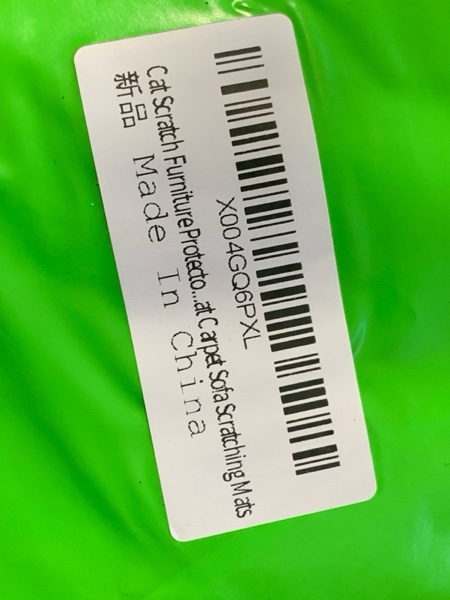 X004GQ6PXL
Cat Scratch Furniture Protecto...at Carpet Sofa Scratching Mats
新品 Made In China